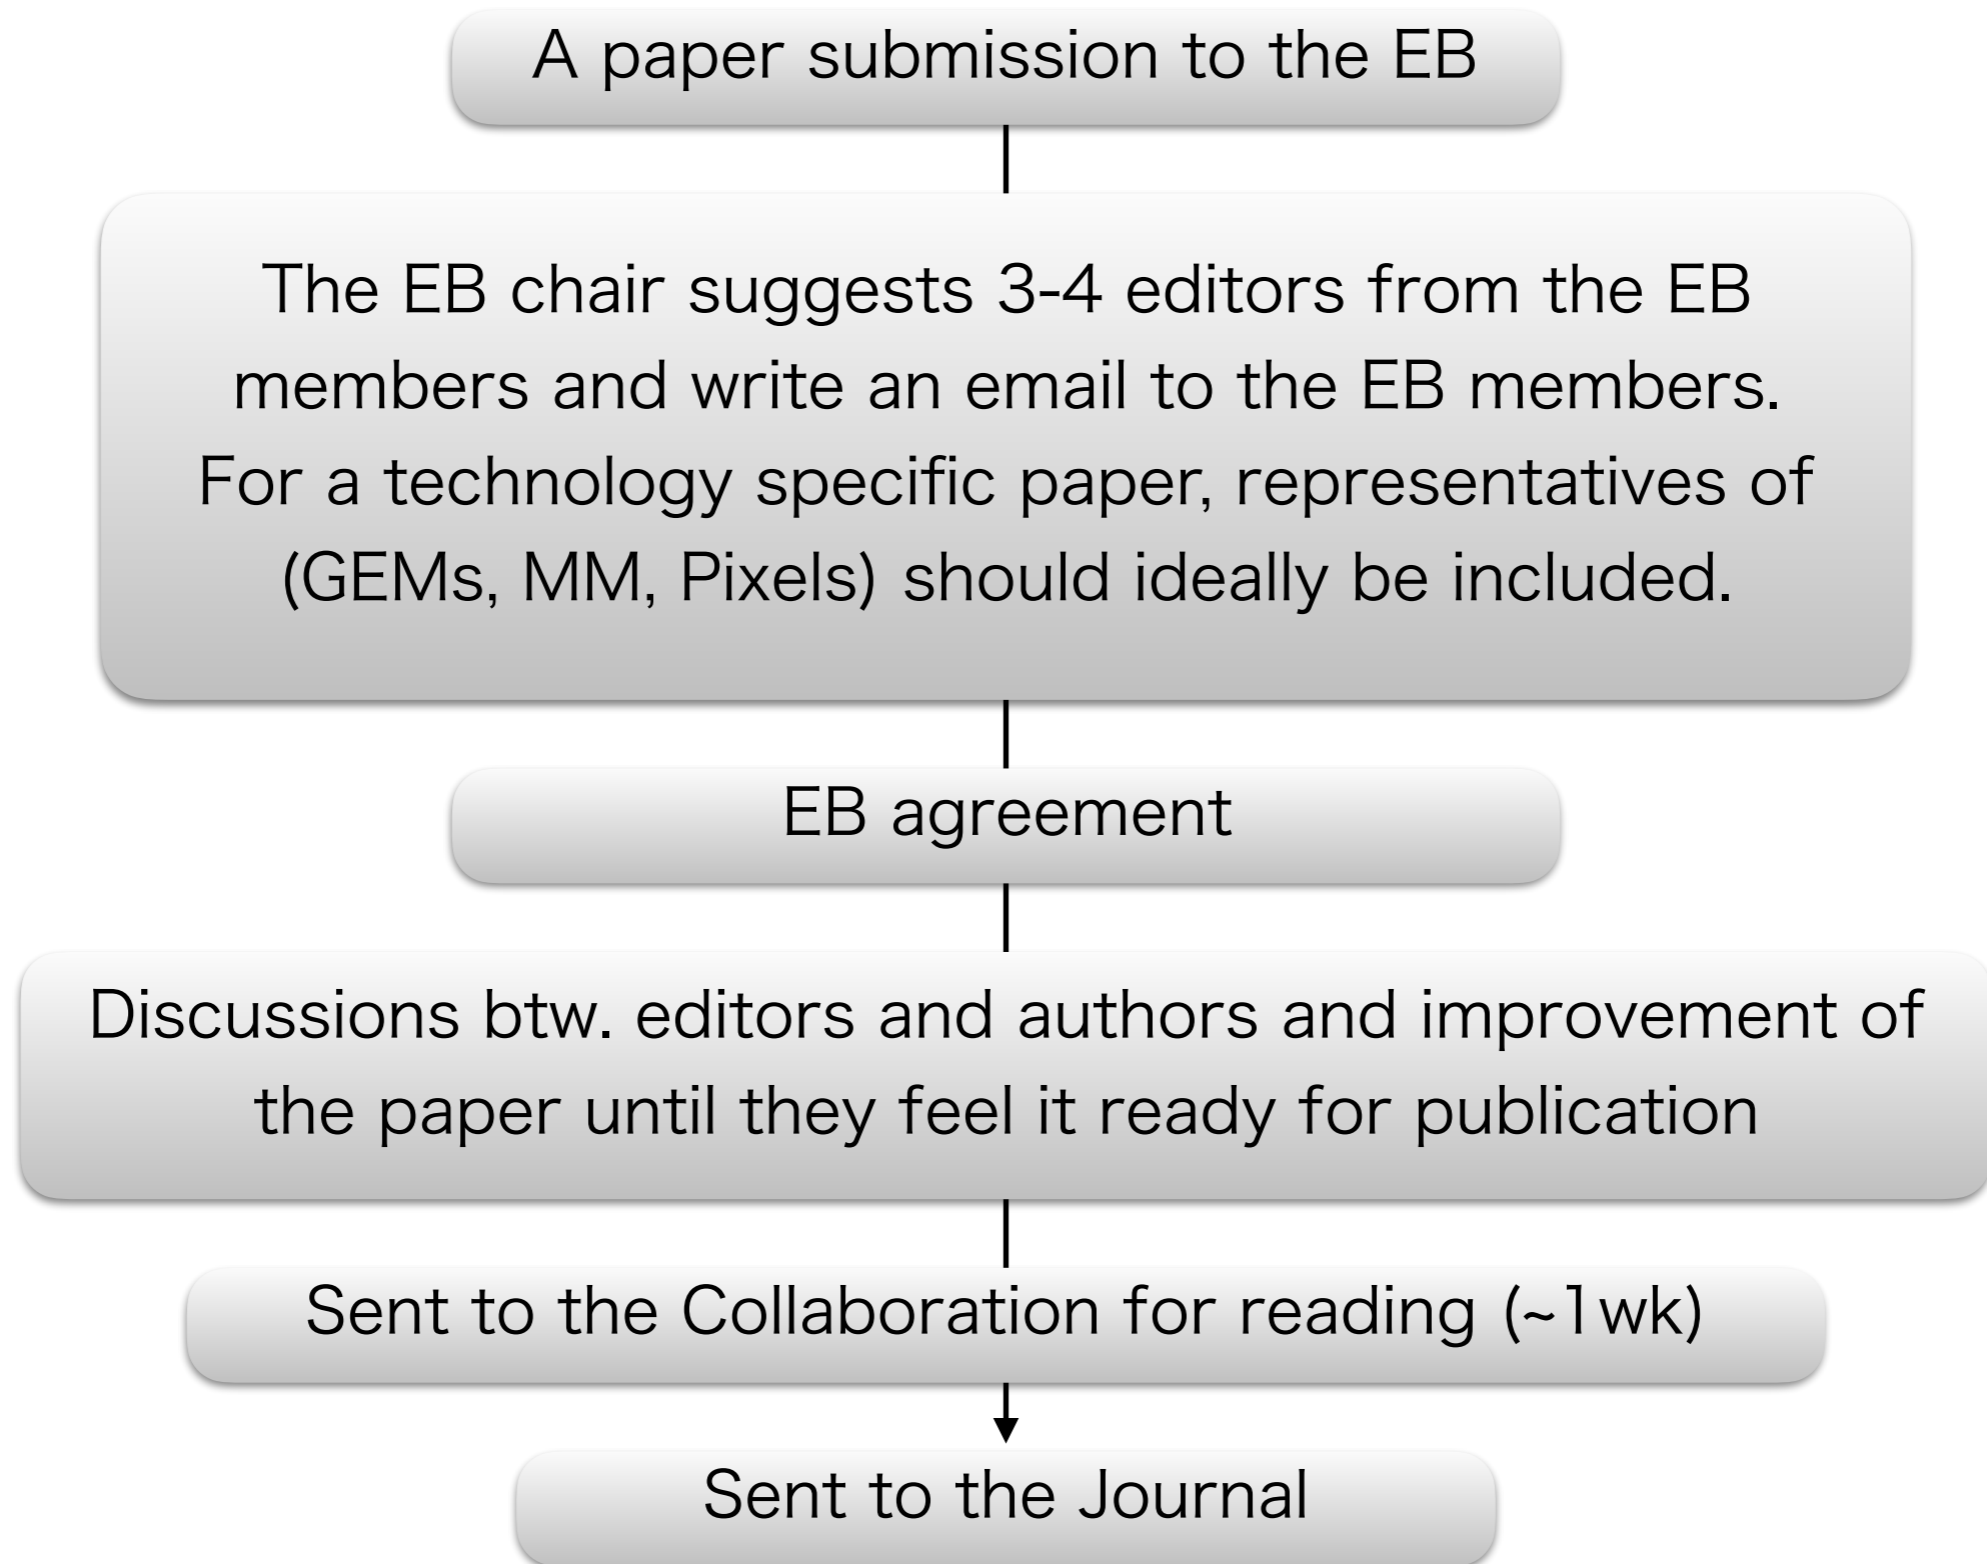 A paper submission to the EB
The EB chair suggests 3-4 editors from the EB
members and write an email to the EB members.
For a technology specific paper, representatives of
(GEMs, MM, Pixels) should ideally be included.
EB agreement
Discussions btw. editors and authors and improvement of
the paper until they feel it ready for publication
Sent to the Collaboration for reading (~1wk)
Sent to the Journal